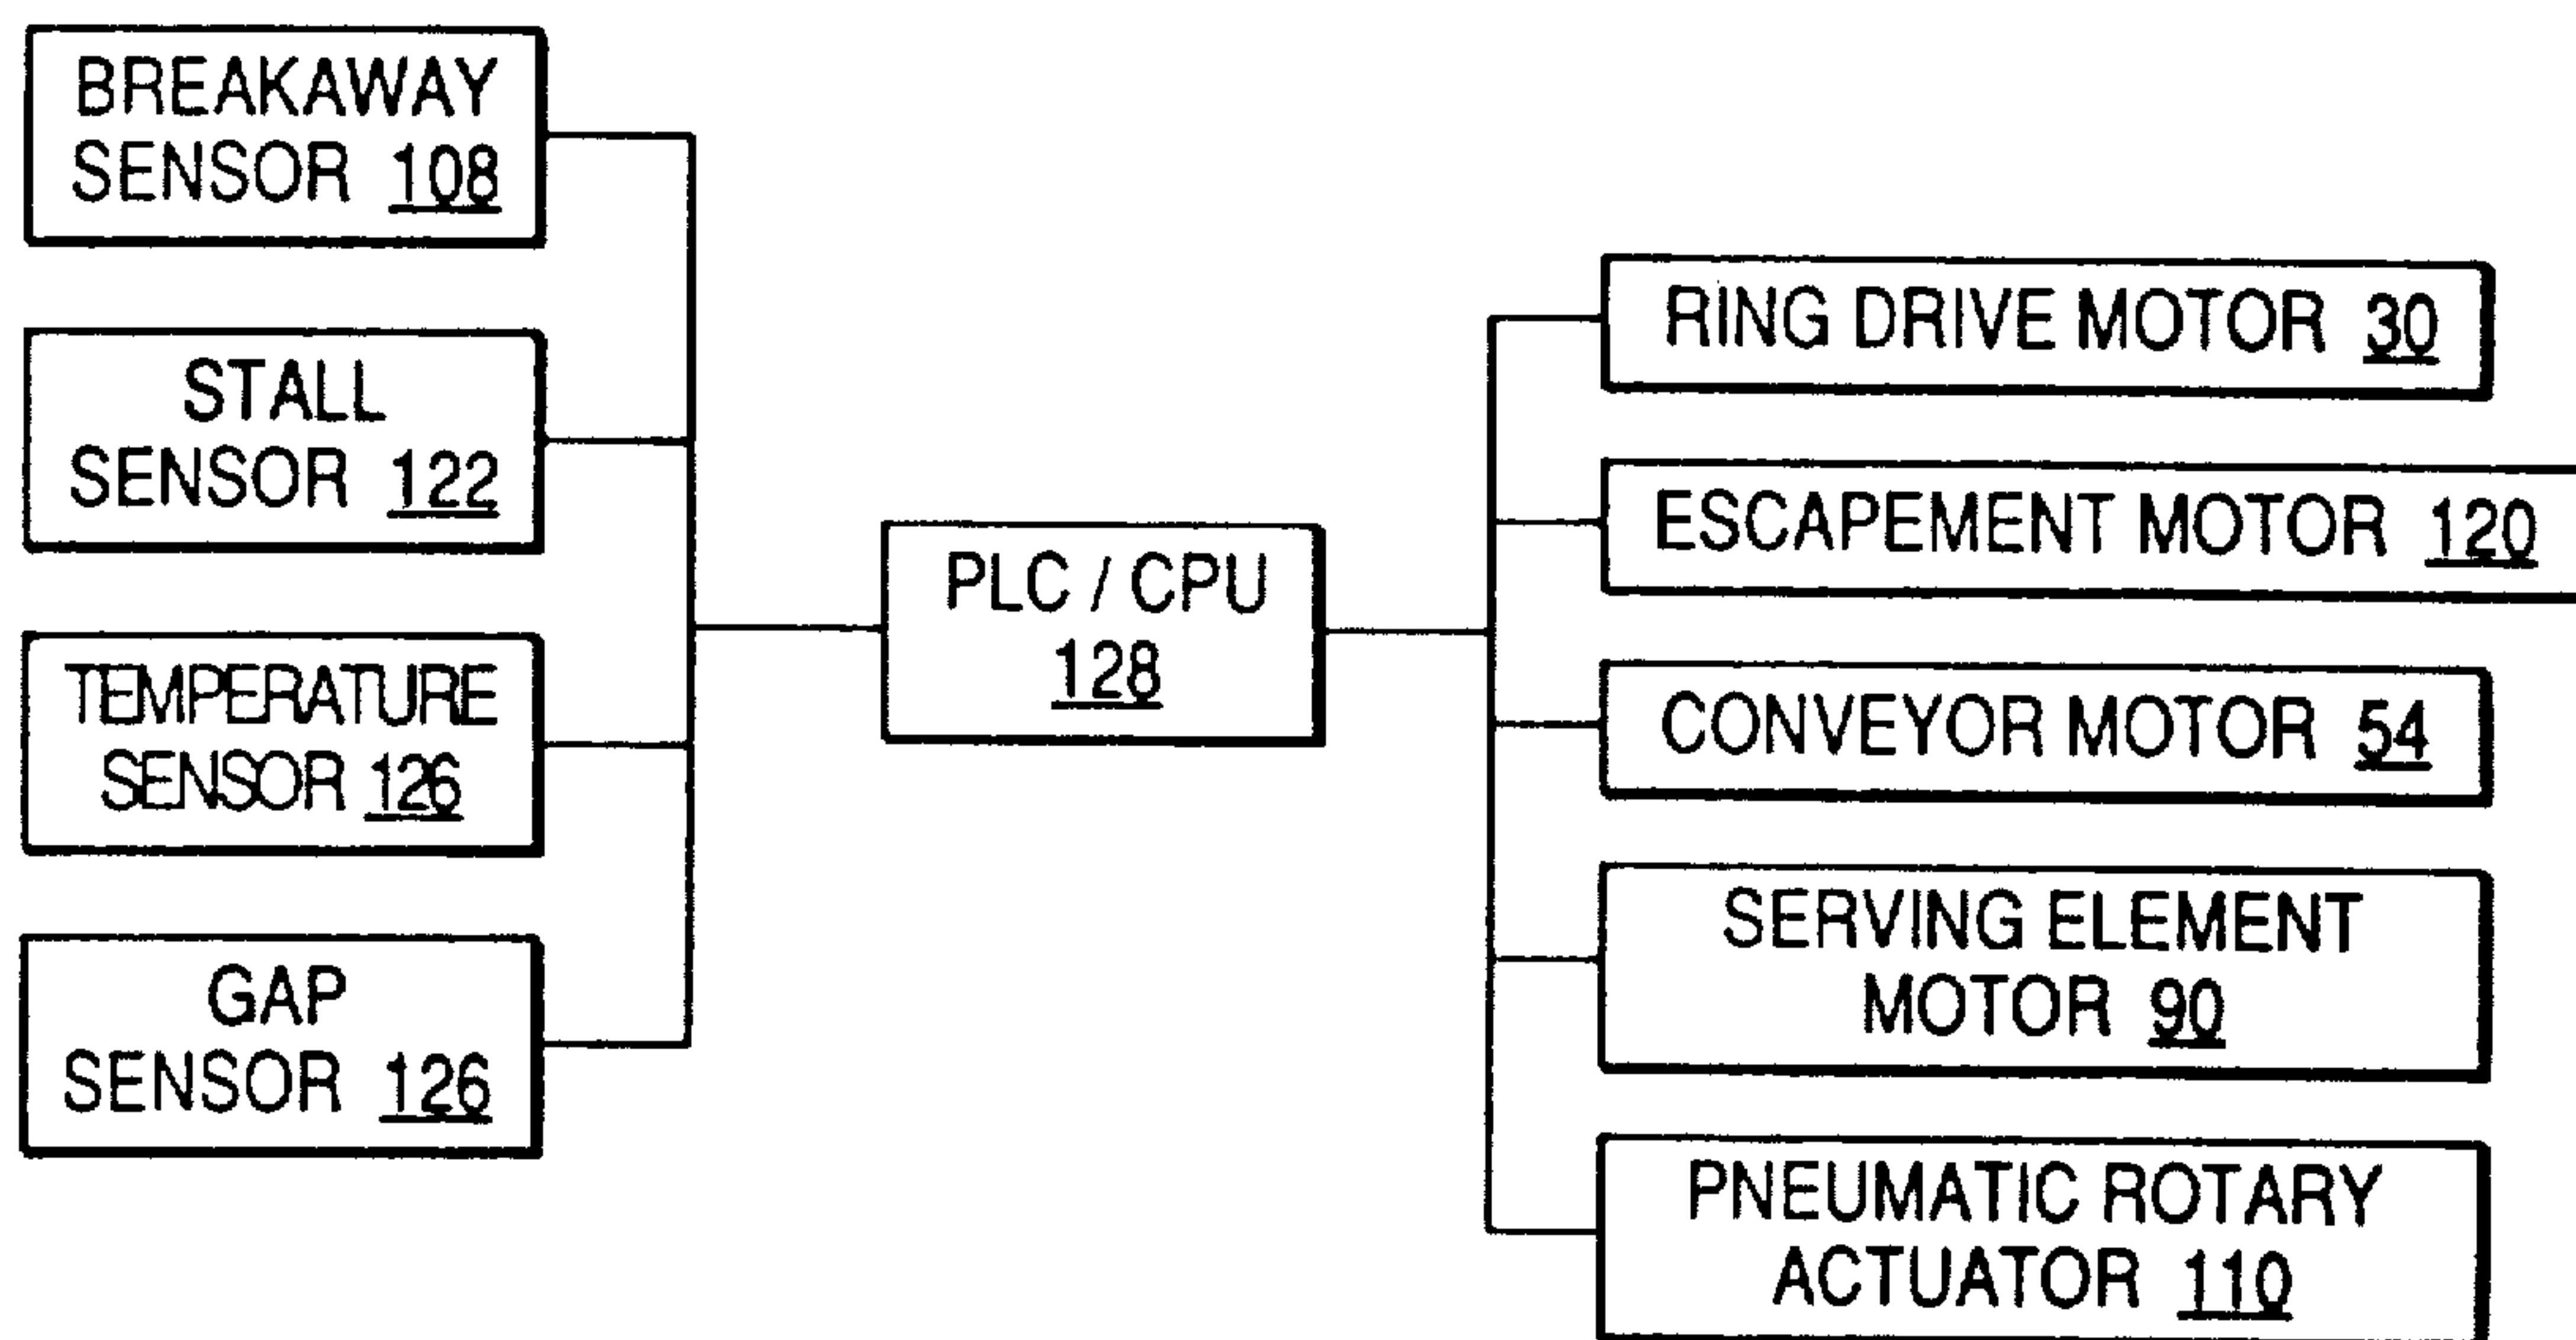 BREAKAWAY
SENSOR 108
STALL
SENSOR 122
TEMPERATURE
SENSOR 126
GAP
SENSOR 126
PLC / CPU
128
RING DRIVE MOTOR 30
ESCAPEMENT MOTOR 120
CONVEYOR MOTOR 54
SERVING ELEMENT
MOTOR 90
PNEUMATIC ROTARY
ACTUATOR 110